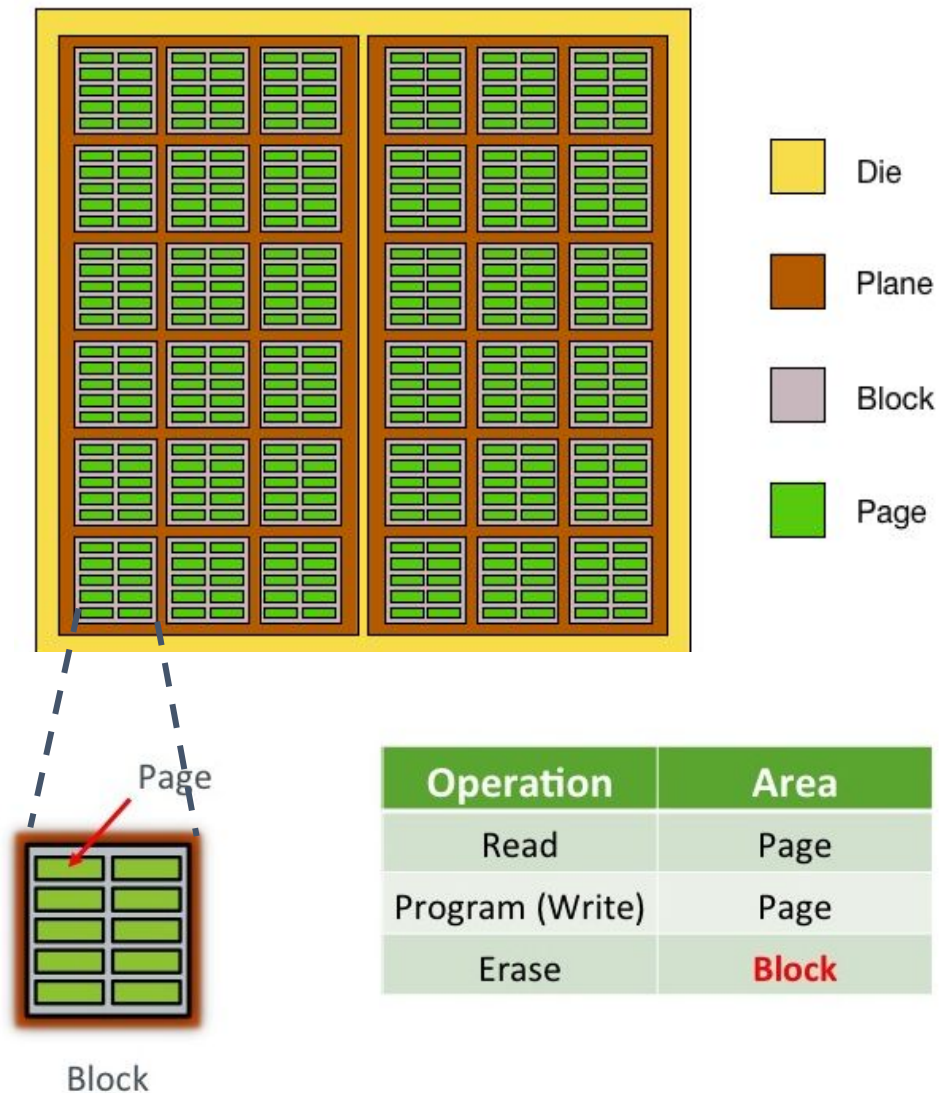 Die
Plane
Block
Page
Page
Block
Operation Area
Read Page
Program (Write) Page
Erase Block